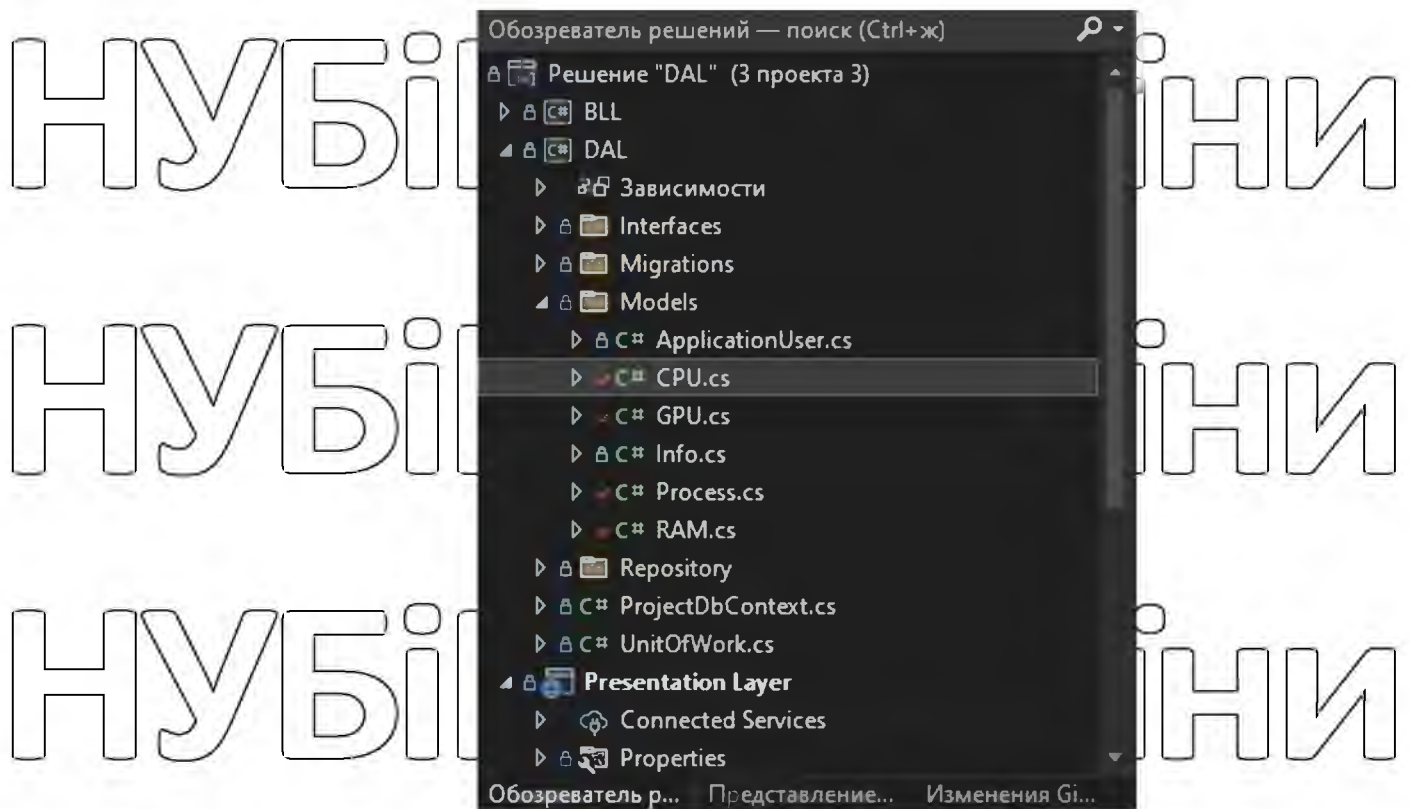 Обозреватель решений — поиск (Ctrl+ж)
Решение "DAL" (3 проекта 3)
C# BLL
C# DAL
Зависимости
Interfaces
Migrations
Models
C# ApplicationUser.cs
C# CPU.cs
C# GPU.cs
C# Info.cs
C# Process.cs
C# RAM.cs
Repository
C# ProjectDbContext.cs
C# UnitOfWork.cs
Presentation Layer
Connected Services
Properties
Обозреватель р... Представление... Изменения Gi...